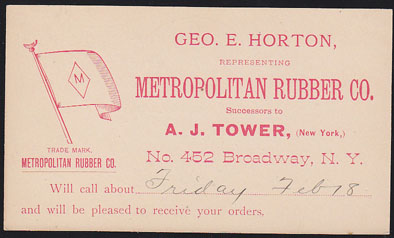 GEO. E. HORTON,
REPRESENTING
METROPOLITAN RUBBER CO.
Successors to
A. J. TOWER, (New York,)
No. 452 Broadway, N. Y.
M
TRADE MARK.
METROPOLITAN RUBBER CO.
Will call about Friday Feb 18
and will be pleased to receive your orders.